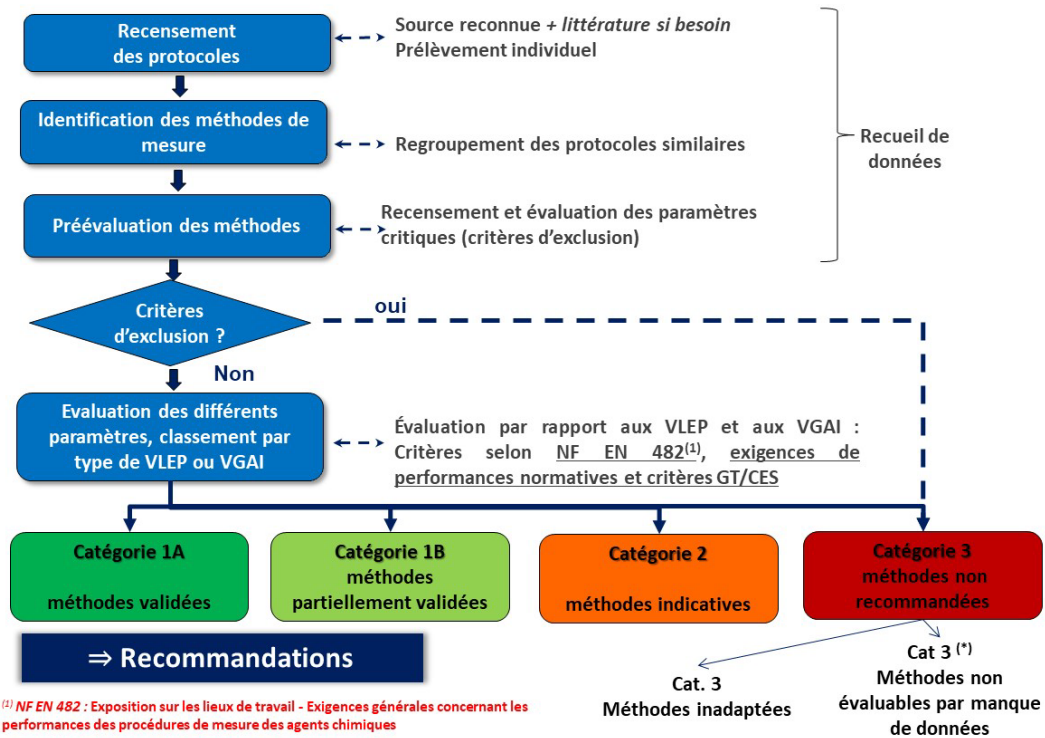 Recensement
des protocoles
Source reconnue + littérature si besoin
Prélèvement individuel
Identification des méthodes de
mesure
Regroupement des protocoles similaires
Recueil de
données
Préévaluation des méthodes
Recensement et évaluation des paramètres
critiques (critères d’exclusion)
Critères
d’exclusion ?
oui
Non
Evaluation des différents
paramètres, classement par
type de VLEP ou VGAI
Évaluation par rapport aux VLEP et aux VGAI :
Critères selon NF EN 482(1), exigences de
performances normatives et critères GT/CES
Catégorie 1A
méthodes validées
Catégorie 1B
méthodes
partiellement validées
Catégorie 2
méthodes indicatives
Catégorie 3
méthodes non
recommandées
⇒ Recommandations
Cat. 3
Méthodes inadaptées
Cat 3 (*)
Méthodes non
évaluables par manque
de données
(1) NF EN 482 : Exposition sur les lieux de travail - Exigences générales concernant les
performances des procédures de mesure des agents chimiques